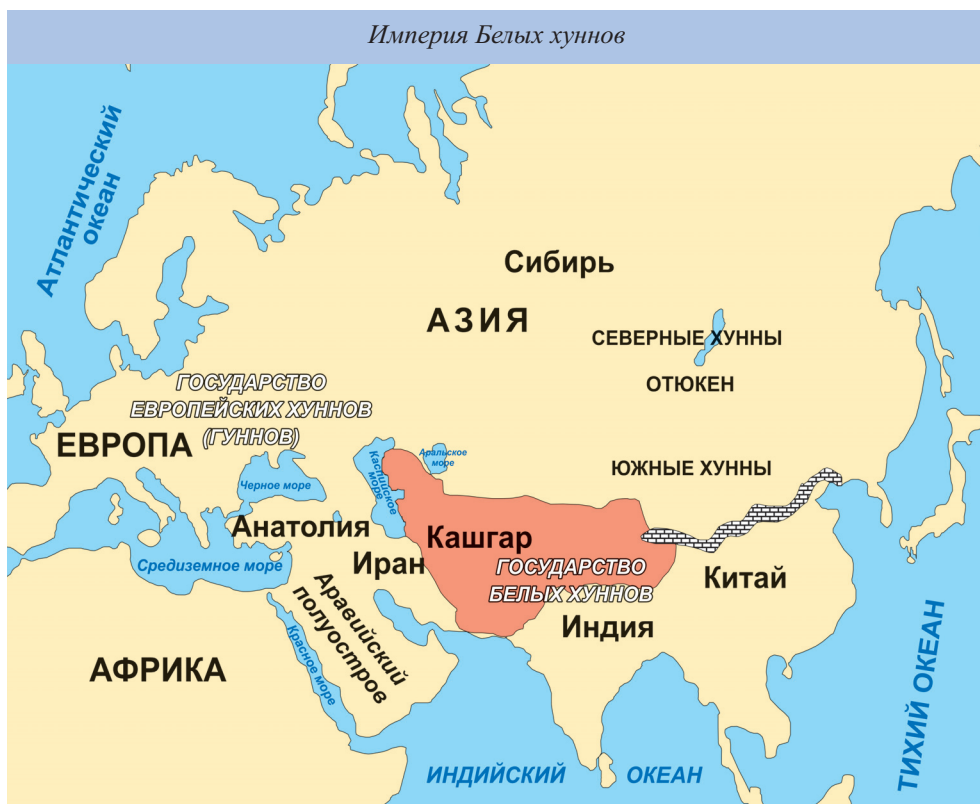 Империя Белых хуннов
Атлантический
океан
Сибирь
АЗИЯ
СЕВЕРНЫЕ ХУННЫ
ОТЮКЕН
ГОСУДАРСТВО
ЕВРОПЕЙСКИХ ХУННОВ
(ГУННОВ)
ЕВРОПА
Аральское
море
Каспийское
море
ЮЖНЫЕ ХУННЫ
Черное море
Анатолия
Кашгар
Иран
Средиземное море
ГОСУДАРСТВО
БЕЛЫХ ХУННОВ
Китай
Индия
Аравийский
полуостров
Красное море
АФРИКА
ТИХИЙ ОКЕАН
ИНДИЙСКИЙ ОКЕАН